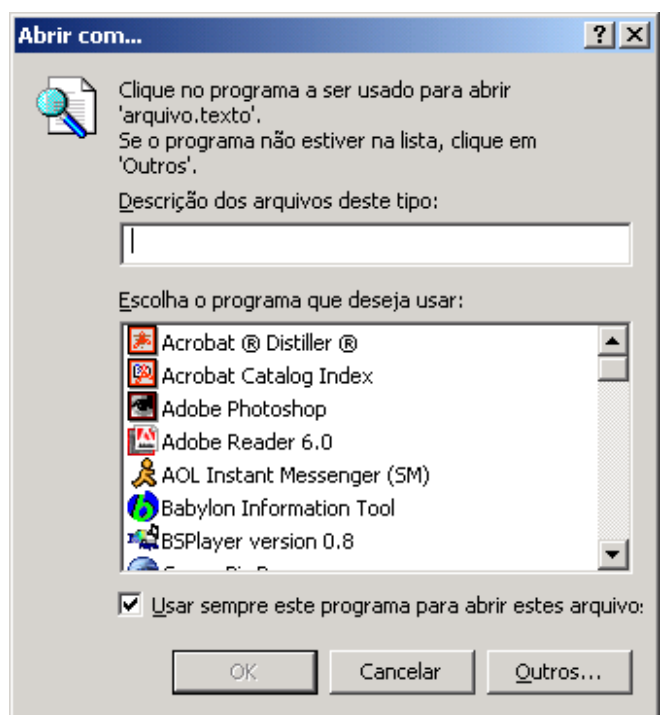 Abrir com...
Clique no programa a ser usado para abrir
'arquivo.texto'.
Se o programa não estiver na lista, clique em
'Outros'.
Descrição dos arquivos deste tipo:
Escolha o programa que deseja usar:
Acrobat ® Distiller ®
Acrobat Catalog Index
Adobe Photoshop
Adobe Reader 6.0
AOL Instant Messenger (SM)
Babylon Information Tool
BSPlayer version 0.8
Usar sempre este programa para abrir estes arquivo
OK
Cancelar
Outros...